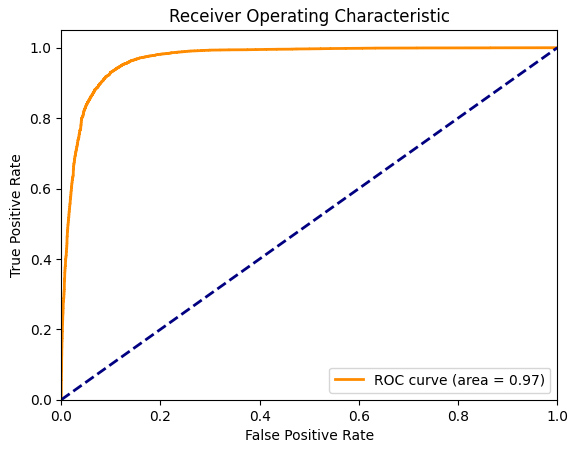 Receiver Operating Characteristic
1.0
0.8
0.6
0.4
0.2
0.0
True Positive Rate
0.0 0.2 0.4 0.6 0.8 1.0
False Positive Rate
ROC curve (area = 0.97)